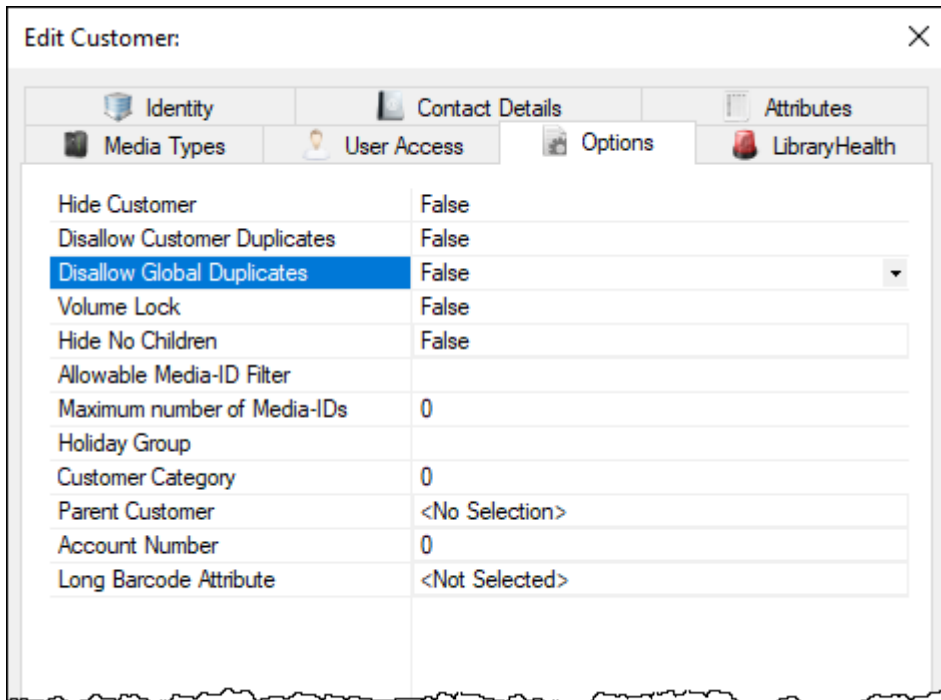 Edit Customer:
Identity Contact Details Attributes
Media Types User Access Options LibraryHealth
Hide Customer False
Disallow Customer Duplicates False
Disallow Global Duplicates False
Volume Lock False
Hide No Children False
Allowable Media-ID Filter
Maximum number of Media-IDs 0
Holiday Group
Customer Category 0
Parent Customer <No Selection>
Account Number 0
Long Barcode Attribute <Not Selected>